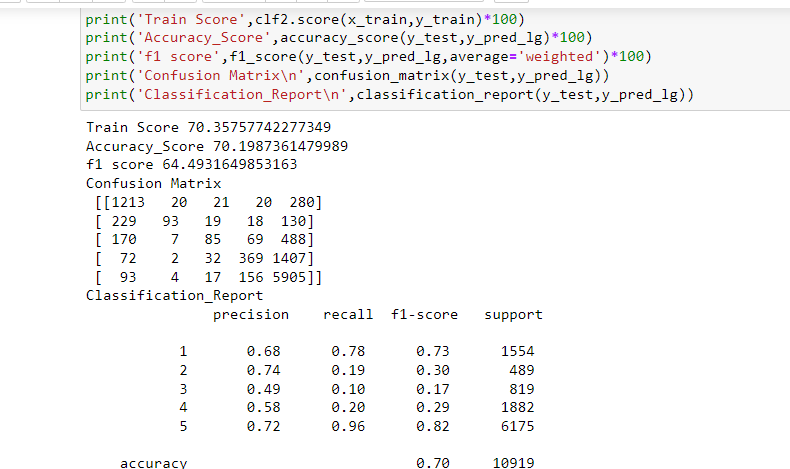 print('Train Score',clf2.score(x_train,y_train)*100)
print('Accuracy_Score',accuracy_score(y_test,y_pred_lg)*100)
print('f1 score',f1_score(y_test,y_pred_lg,average='weighted')*100)
print('Confusion Matrix\n',confusion_matrix(y_test,y_pred_lg))
print('Classification_Report\n',classification_report(y_test,y_pred_lg))
Train Score 70.35757742277349
Accuracy_Score 70.1987361479989
f1 score 64.4931649853163
Confusion Matrix
[[1213 20 21 20 280]
[ 229 93 19 18 130]
[ 170 7 85 69 488]
[ 72 2 32 369 1407]
[ 93 4 17 156 5905]]
Classification_Report
precision recall f1-score support
1 0.68 0.78 0.73 1554
2 0.74 0.19 0.30 489
3 0.49 0.10 0.17 819
4 0.58 0.20 0.29 1882
5 0.72 0.96 0.82 6175
accuracy 0.70 10919